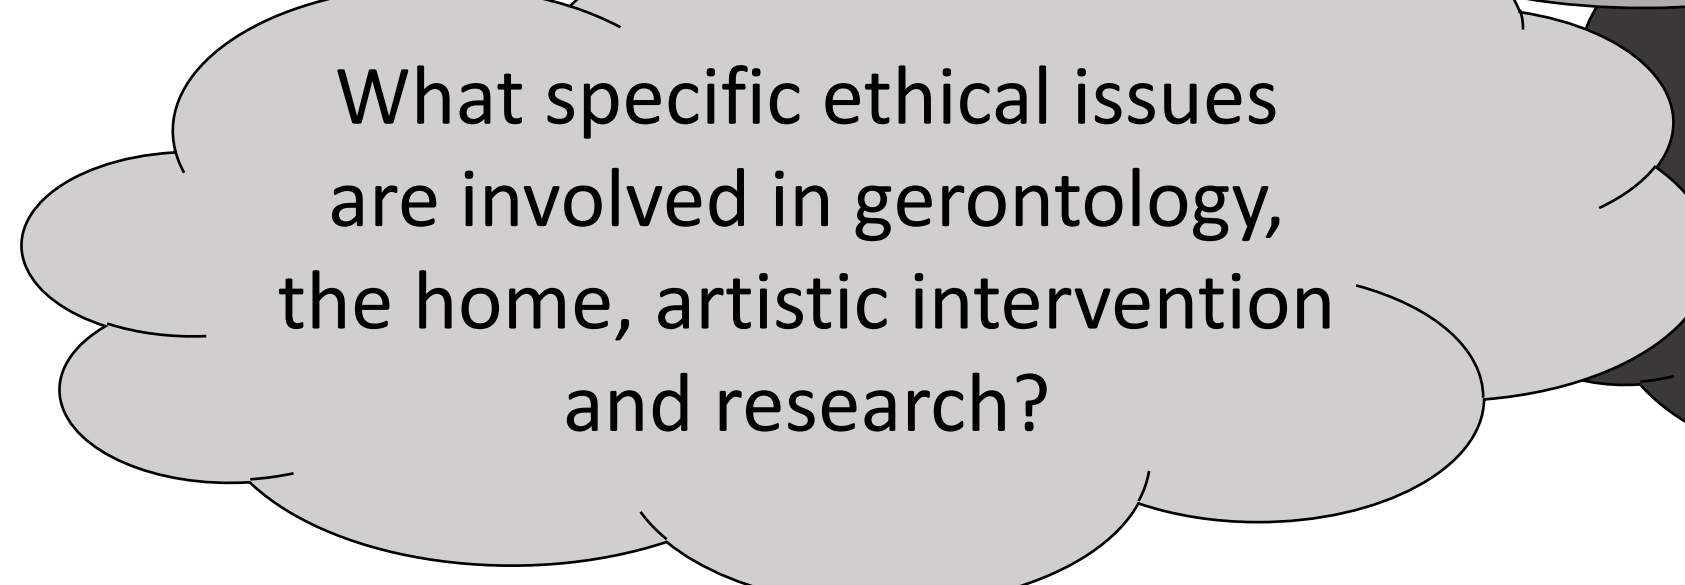 What specific ethical issues
are involved in gerontology,
the home, artistic intervention
and research?